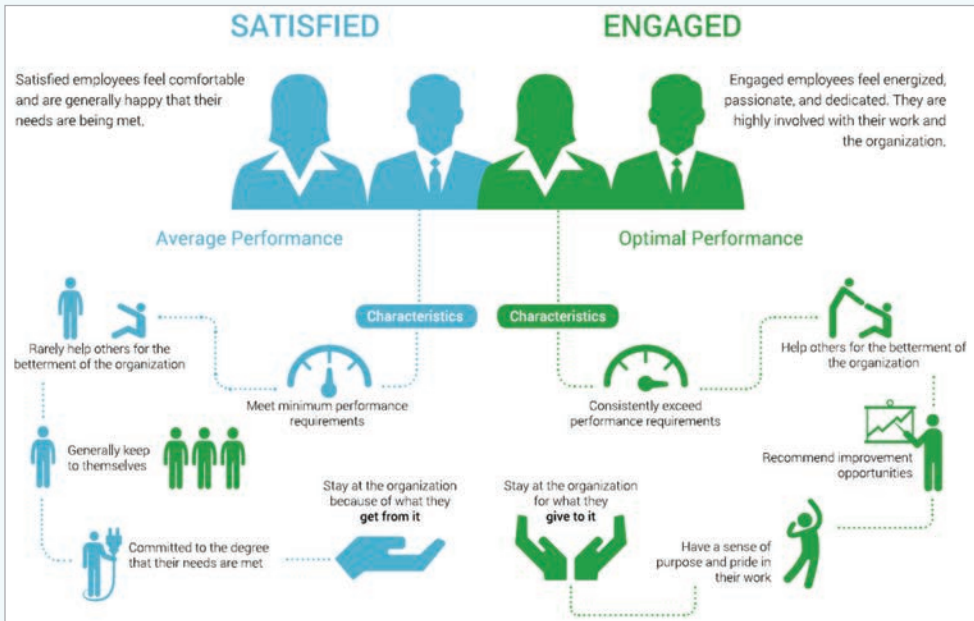 SATISFIED
Satisfied employees feel comfortable
and are generally happy that their
needs are being met.
Average Performance
Characteristics
Meet minimum performance
requirements
Rarely help others for the
betterment of the organization
Generally keep
to themselves
Committed to the degree
that their needs are met
Stay at the organization
because of what they
get from it
ENGAGED
Engaged employees feel energized,
passionate, and dedicated. They are
highly involved with their work and
the organization.
Optimal Performance
Characteristics
Consistently exceed
performance requirements
Help others for the betterment of
the organization
Recommend improvement
opportunities
Have a sense of
purpose and pride in
their work
Stay at the organization
for what they
give to it